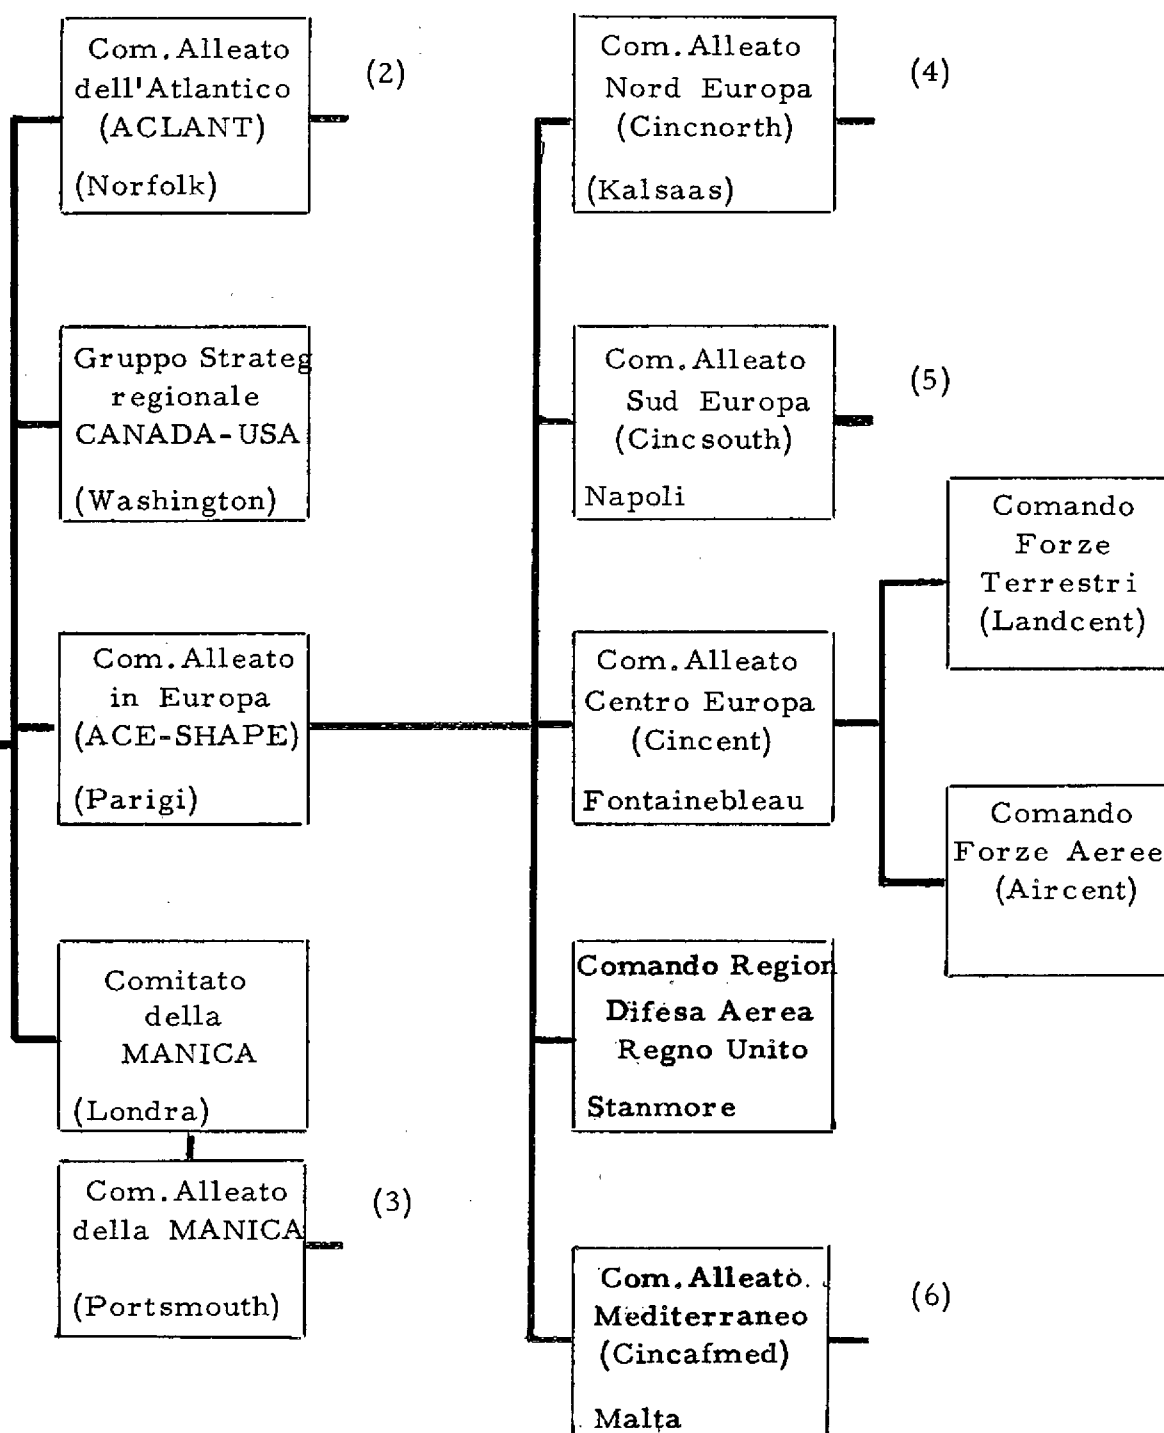 Com. Alleato
dell'Atlantico
(ACLANT)
(Norfolk)
(2)
Gruppo Strateg
regionale
CANADA-USA
(Washington)
Com. Alleato
in Europa
(ACE-SHAPE)
(Parigi)
Comitato
della
MANICA
(Londra)
Com. Alleato
della MANICA
(Portsmouth)
(3)
Com. Alleato
Nord Europa
(Cincnorth)
(Kalsaas)
(4)
Com. Alleato
Sud Europa
(Cincsouth)
Napoli
(5)
Com. Alleato
Centro Europa
(Cincent)
Fontainebleau
Comando Region
Difesa Aerea
Regno Unito
Stanmore
Com. Alleato
Mediterraneo
(Cincafmed)
Malta
(6)
Comando
Forze
Terrestri
(Landcent)
Comando
Forze Aeree
(Aircent)